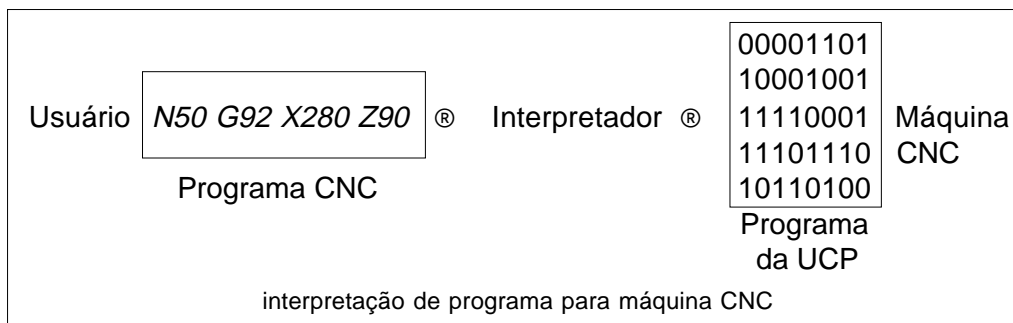 Usuário N50 G92 X280 Z90 ® Interpretador ® Máquina CNC
00001101
10001001
11110001
11101110
10110100
Programa CNC
Programa da UCP
interpretação de programa para máquina CNC